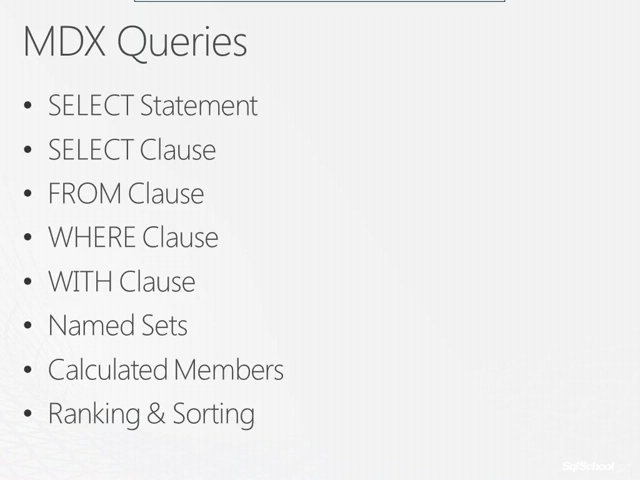 MDX Queries
• SELECT Statement
• SELECT Clause
• FROM Clause
• WHERE Clause
• WITH Clause
• Named Sets
• Calculated Members
• Ranking & Sorting
SqlSchool